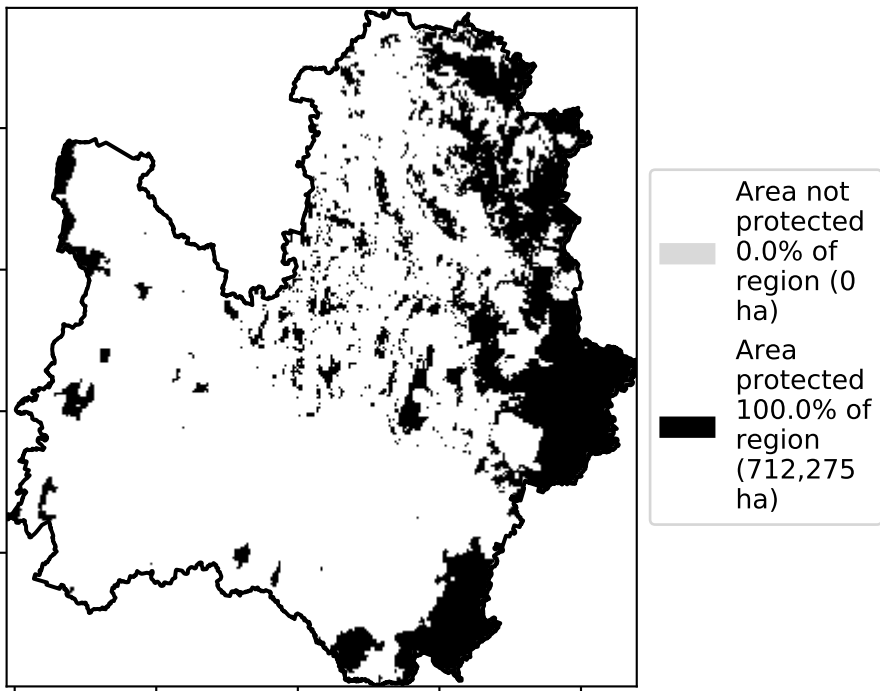 Area not
protected
0.0% of
region (0
ha)
Area
protected
100.0% of
region
(712,275
ha)